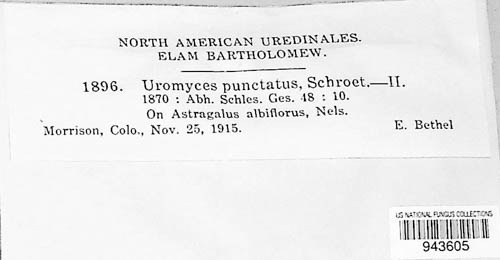 NORTH AMERICAN UREDINALES.
ELAM BARTHOLOMEW.
1896. Uromyces punctatus, Schroet.—II.
1870 : Abh. Schles. Ges. 48 : 10.
On Astragalus albiflorus, Nels.
Morrison, Colo., Nov. 25, 1915. E. Bethel
US NATIONAL FUNGUS COLLECTIONS
943605